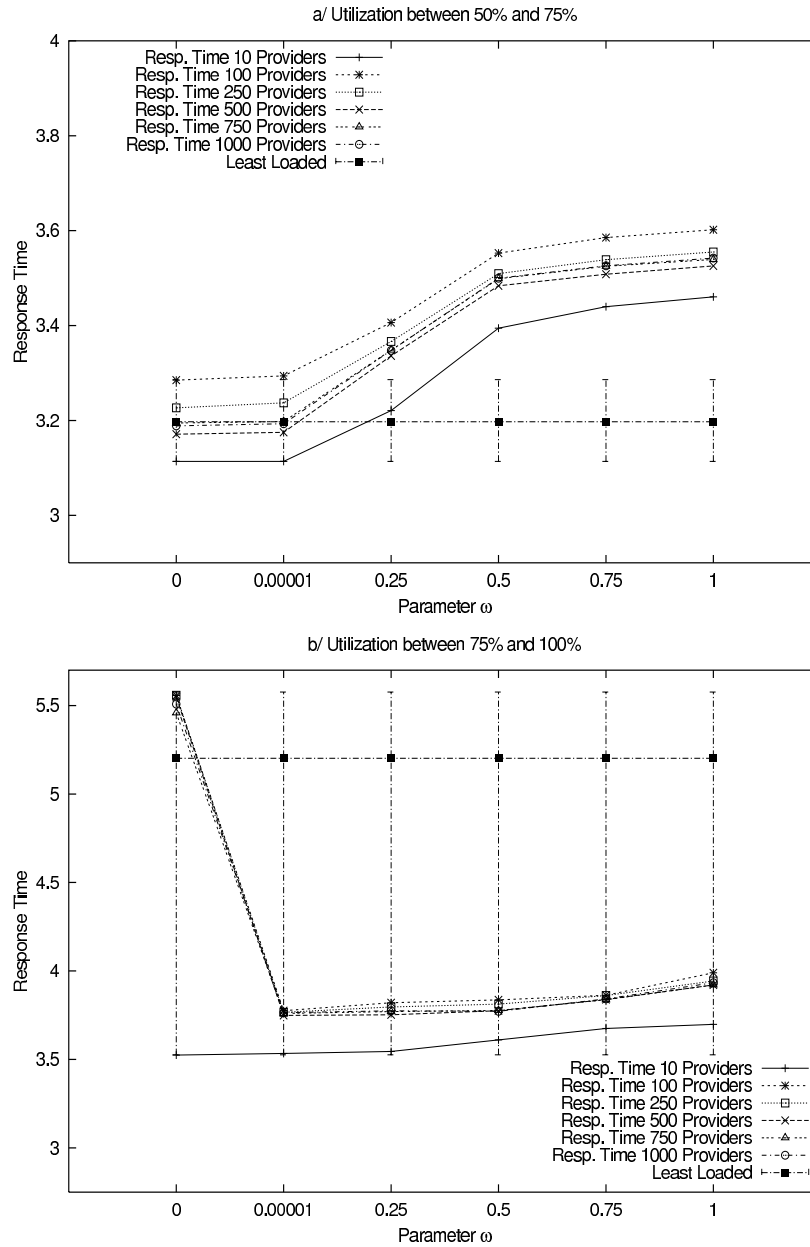 a/ Utilization between 50% and 75%
4
3.8
3.6
3.4
3.2
3
Response Time
Resp. Time 10 Providers
Resp. Time 100 Providers
Resp. Time 250 Providers
Resp. Time 500 Providers
Resp. Time 750 Providers
Resp. Time 1000 Providers
Least Loaded
0 0.00001 0.25 0.5 0.75 1
Parameter ω
b/ Utilization between 75% and 100%
5.5
5
4.5
4
3.5
3
Response Time
Resp. Time 10 Providers
Resp. Time 100 Providers
Resp. Time 250 Providers
Resp. Time 500 Providers
Resp. Time 750 Providers
Resp. Time 1000 Providers
Least Loaded
0 0.00001 0.25 0.5 0.75 1
Parameter ω